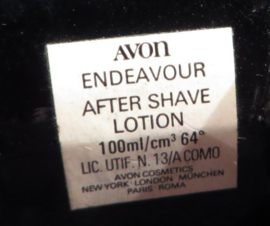 AVON
ENDEAVOUR
AFTER SHAVE
LOTION
100ml/cm³ 64°
LIC. UTIF. N. 13/A COMO
AVON COSMETICS
NEW YORK·LONDON MÜNCHEN
PARIS ROMA